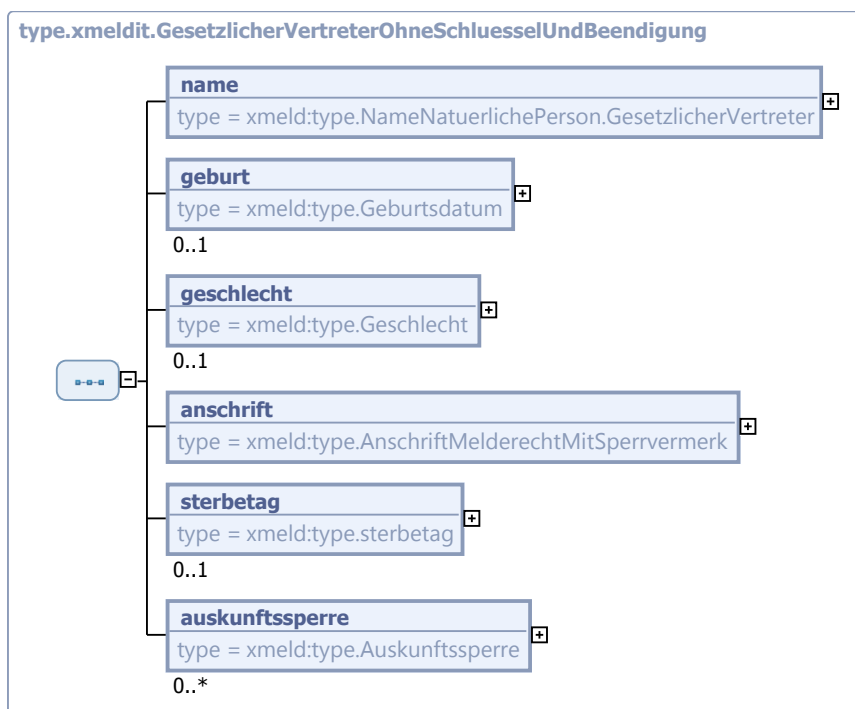 type.xmeldit.GesetzlicherVertreterOhneSchluesselUndBeendigung
name
type = xmeld:type.NameNatuerlichePerson.GesetzlicherVertreter
geburt
type = xmeld:type.Geburtsdatum
0..1
geschlecht
type = xmeld:type.Geschlecht
0..1
anschrift
type = xmeld:type.AnschriftMelderechtMitSperrvermerk
sterbetag
type = xmeld:type.sterbetag
0..1
auskunftssperre
type = xmeld:type.Auskunftssperre
0..*